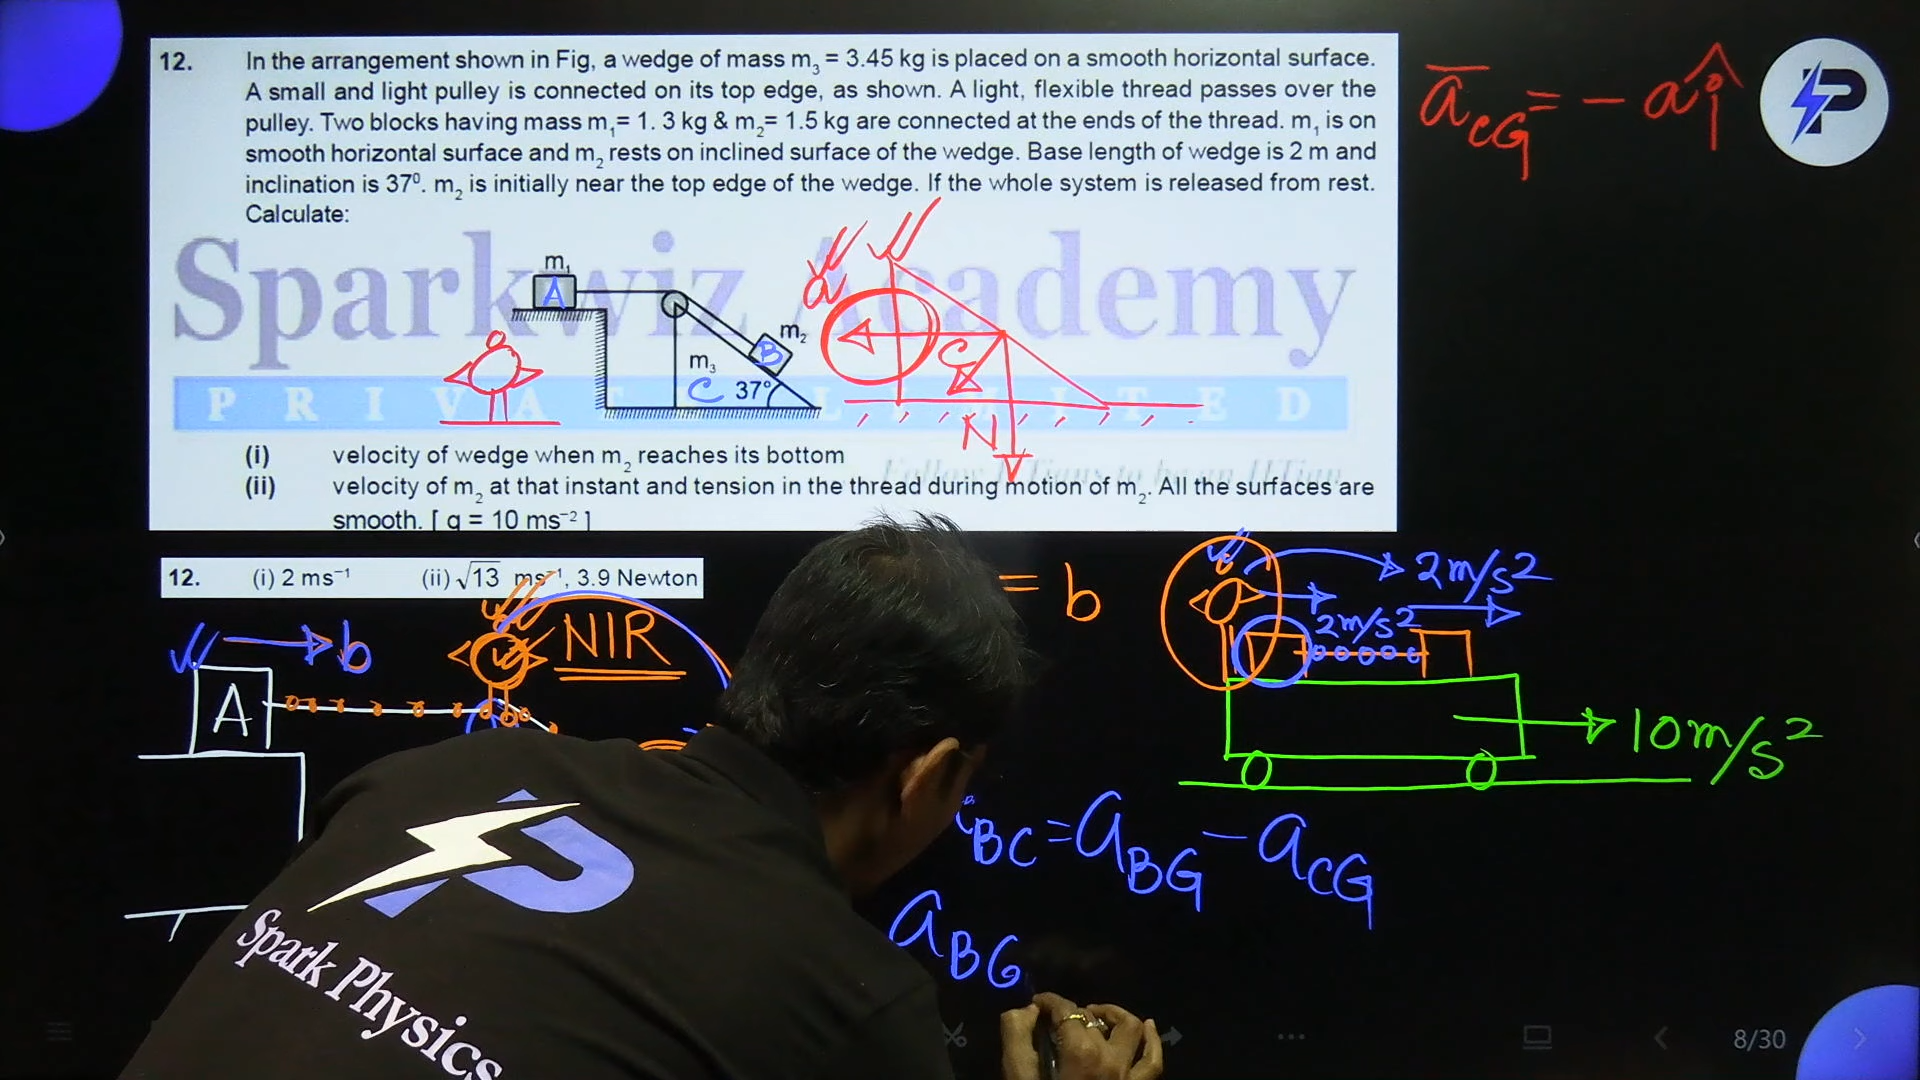 12. In the arrangement shown in Fig, a wedge of mass m₃ = 3.45 kg is placed on a smooth horizontal surface.
A small and light pulley is connected on its top edge, as shown. A light, flexible thread passes over the
pulley. Two blocks having mass m₁= 1. 3 kg & m₂= 1.5 kg are connected at the ends of the thread. m₁ is on
smooth horizontal surface and m₂ rests on inclined surface of the wedge. Base length of wedge is 2 m and
inclination is 37⁰. m₂ is initially near the top edge of the wedge. If the whole system is released from rest.
Calculate:
a̅CG = - a î
P
Sparkwiz Academy
PRIVATE LIMITED
m₁
A
m₂
B
m₃
C 37°
a
C
N
(i) velocity of wedge when m₂ reaches its bottom
(ii) velocity of m₂ at that instant and tension in the thread during motion of m₂. All the surfaces are
smooth. [ g = 10 ms⁻² ]
12. (i) 2 ms⁻¹ (ii) √13 ms⁻¹, 3.9 Newton
= b
2m/s²
2m/s²
b
NIR
A
10m/s²
BC = aBG - aCG
aBG
P
Spark Physics
8/30